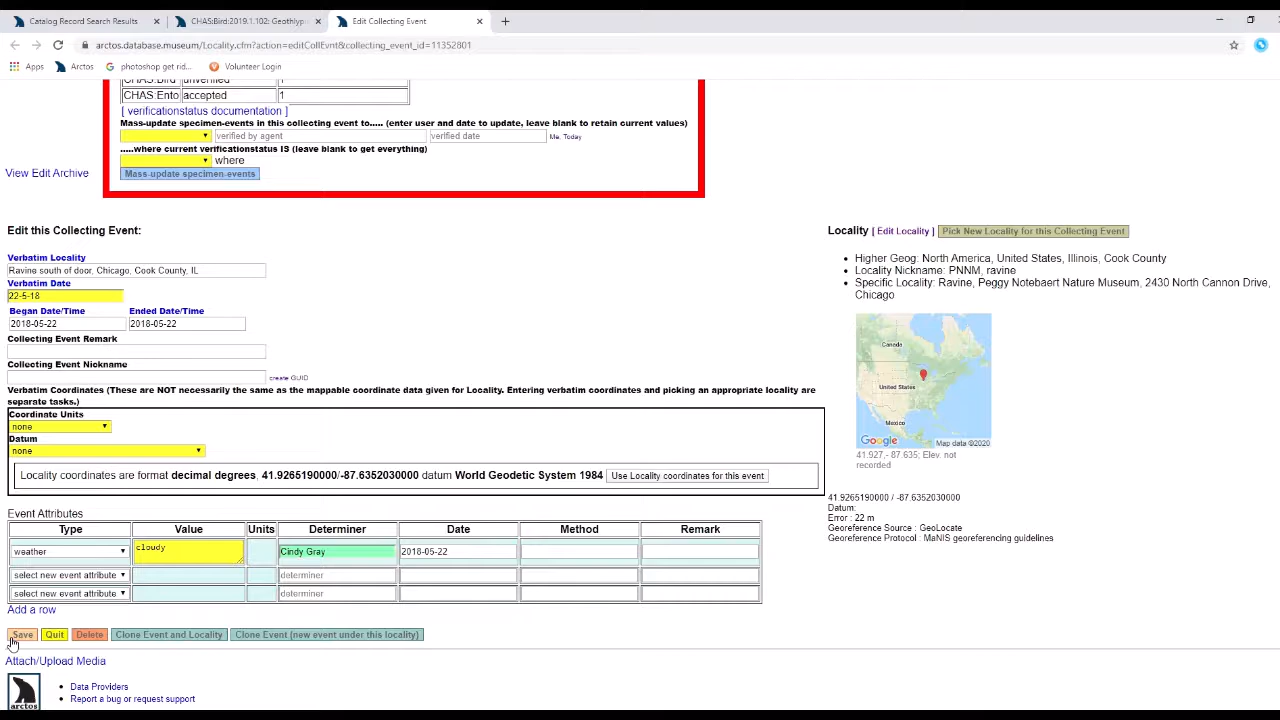 Catalog Record Search Results
CHAS:Bird:2019.1.102: Geothlypi
Edit Collecting Event
arctos.database.museum/Locality.cfm?action=editCollEvnt&collecting_event_id=11352801
Apps Arctos photoshop get rid... Volunteer Login
CHAS:Bird unverified 1
CHAS:Ento accepted 1
[ verificationstatus documentation ]
Mass-update specimen-events in this collecting event to..... (enter user and date to update, leave blank to retain current values)
verified by agent verified date Me, Today
.....where current verificationstatus IS (leave blank to get everything)
where
Mass-update specimen-events
View Edit Archive
Edit this Collecting Event:
Verbatim Locality
Ravine south of door, Chicago, Cook County, IL
Verbatim Date
22-5-18
Began Date/Time Ended Date/Time
2018-05-22 2018-05-22
Collecting Event Remark
Collecting Event Nickname
create GUID
Verbatim Coordinates (These are NOT necessarily the same as the mappable coordinate data given for Locality. Entering verbatim coordinates and picking an appropriate locality are
separate tasks.)
Coordinate Units
none
Datum
none
Locality coordinates are format decimal degrees, 41.9265190000/-87.6352030000 datum World Geodetic System 1984 Use Locality coordinates for this event
Event Attributes
Type Value Units Determiner Date Method Remark
weather cloudy Cindy Gray 2018-05-22
select new event attribute determiner
select new event attribute determiner
Add a row
Save Quit Delete Clone Event and Locality Clone Event (new event under this locality)
Attach/Upload Media
arctos
Data Providers
Report a bug or request support
Locality [ Edit Locality ] Pick New Locality for this Collecting Event
Higher Geog: North America, United States, Illinois, Cook County
Locality Nickname: PNNM, ravine
Specific Locality: Ravine, Peggy Notebaert Nature Museum, 2430 North Cannon Drive,
Chicago
Canada
United States
Mexico
Google Map data ©2020
41.927,- 87.635; Elev. not
recorded
41.9265190000 / -87.6352030000
Datum:
Error : 22 m
Georeference Source : GeoLocate
Georeference Protocol : MaNIS georeferencing guidelines